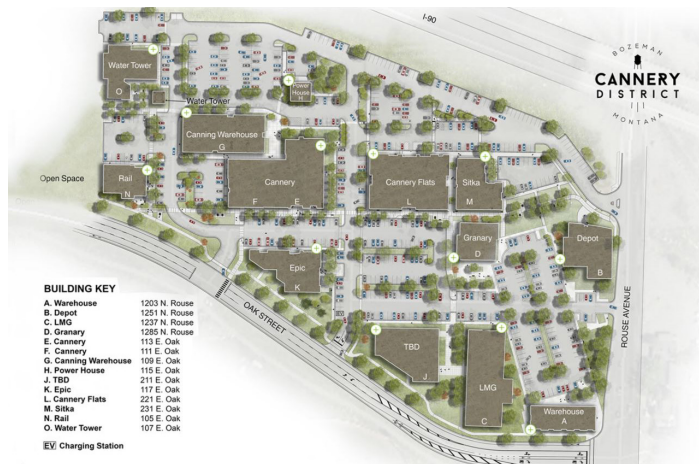 I-90
BOZEMAN
CANNERY
DISTRICT
MONTANA
Water Tower
O
Water Tower
Power
House
H
Canning Warehouse
G
Open Space
Rail
N
Cannery
F E
Cannery Flats
L
Sitka
M
Granary
D
Depot
B
Epic
K
OAK STREET
ROUSE AVENUE
TBD
J
LMG
C
Warehouse
A
BUILDING KEY
A. Warehouse 1203 N. Rouse
B. Depot 1251 N. Rouse
C. LMG 1237 N. Rouse
D. Granary 1285 N. Rouse
E. Cannery 113 E. Oak
F. Cannery 111 E. Oak
G. Canning Warehouse 109 E. Oak
H. Power House 115 E. Oak
J. TBD 211 E. Oak
K. Epic 117 E. Oak
L. Cannery Flats 221 E. Oak
M. Sitka 231 E. Oak
N. Rail 105 E. Oak
O. Water Tower 107 E. Oak
EV Charging Station